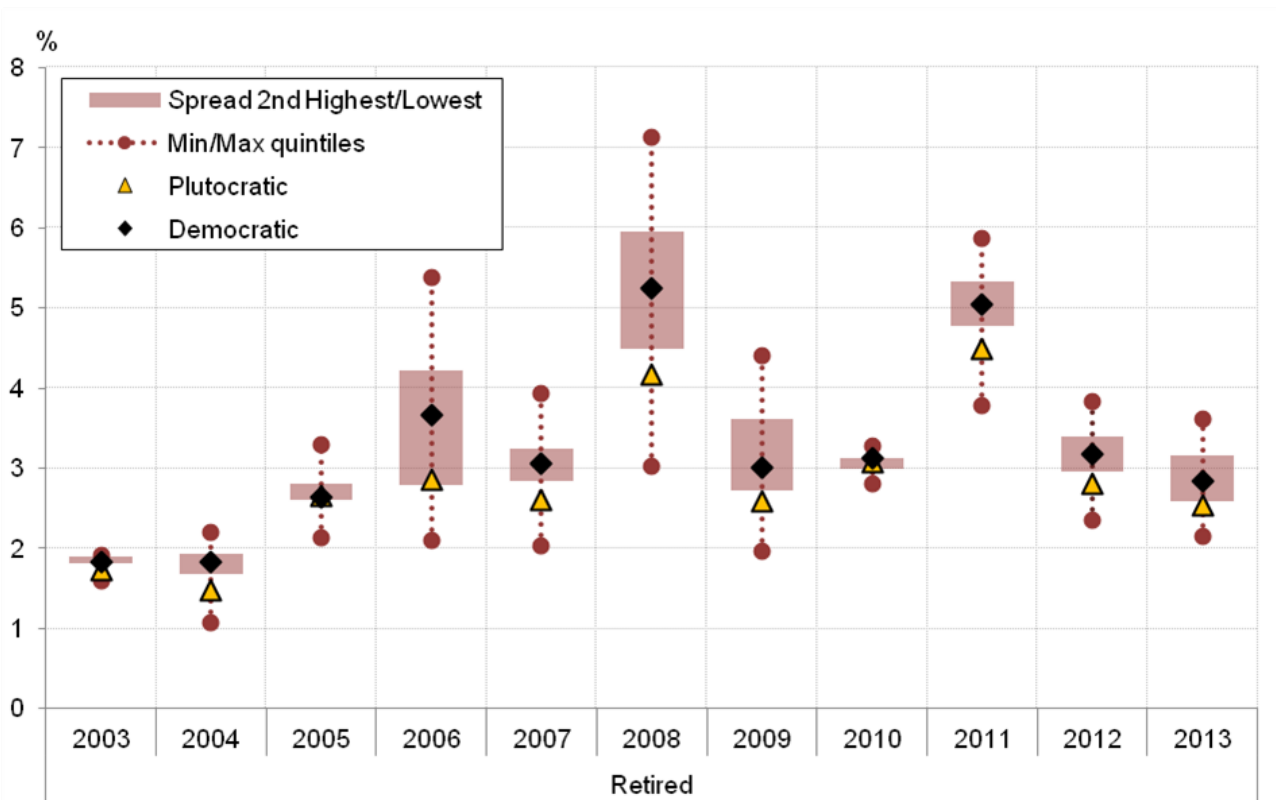 %
8
7
6
5
4
3
2
1
0
Spread 2nd Highest/Lowest
Min/Max quintiles
Plutocratic
Democratic
2003 2004 2005 2006 2007 2008 2009 2010 2011 2012 2013
Retired